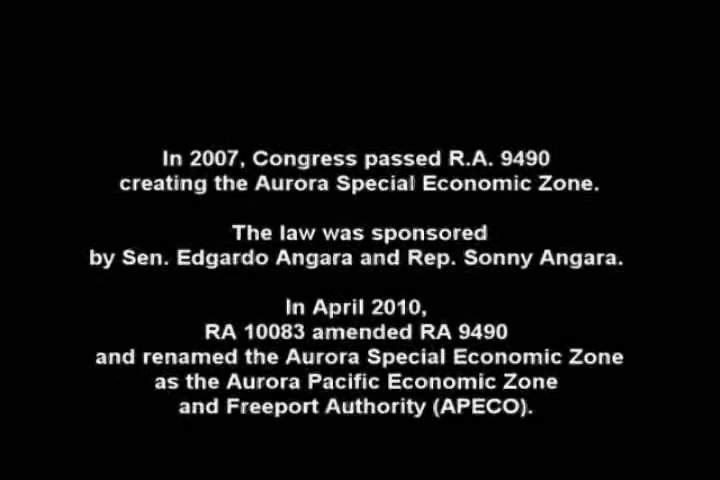 In 2007, Congress passed R.A. 9490
creating the Aurora Special Economic Zone.
The law was sponsored
by Sen. Edgardo Angara and Rep. Sonny Angara.
In April 2010,
RA 10083 amended RA 9490
and renamed the Aurora Special Economic Zone
as the Aurora Pacific Economic Zone
and Freeport Authority (APECO).